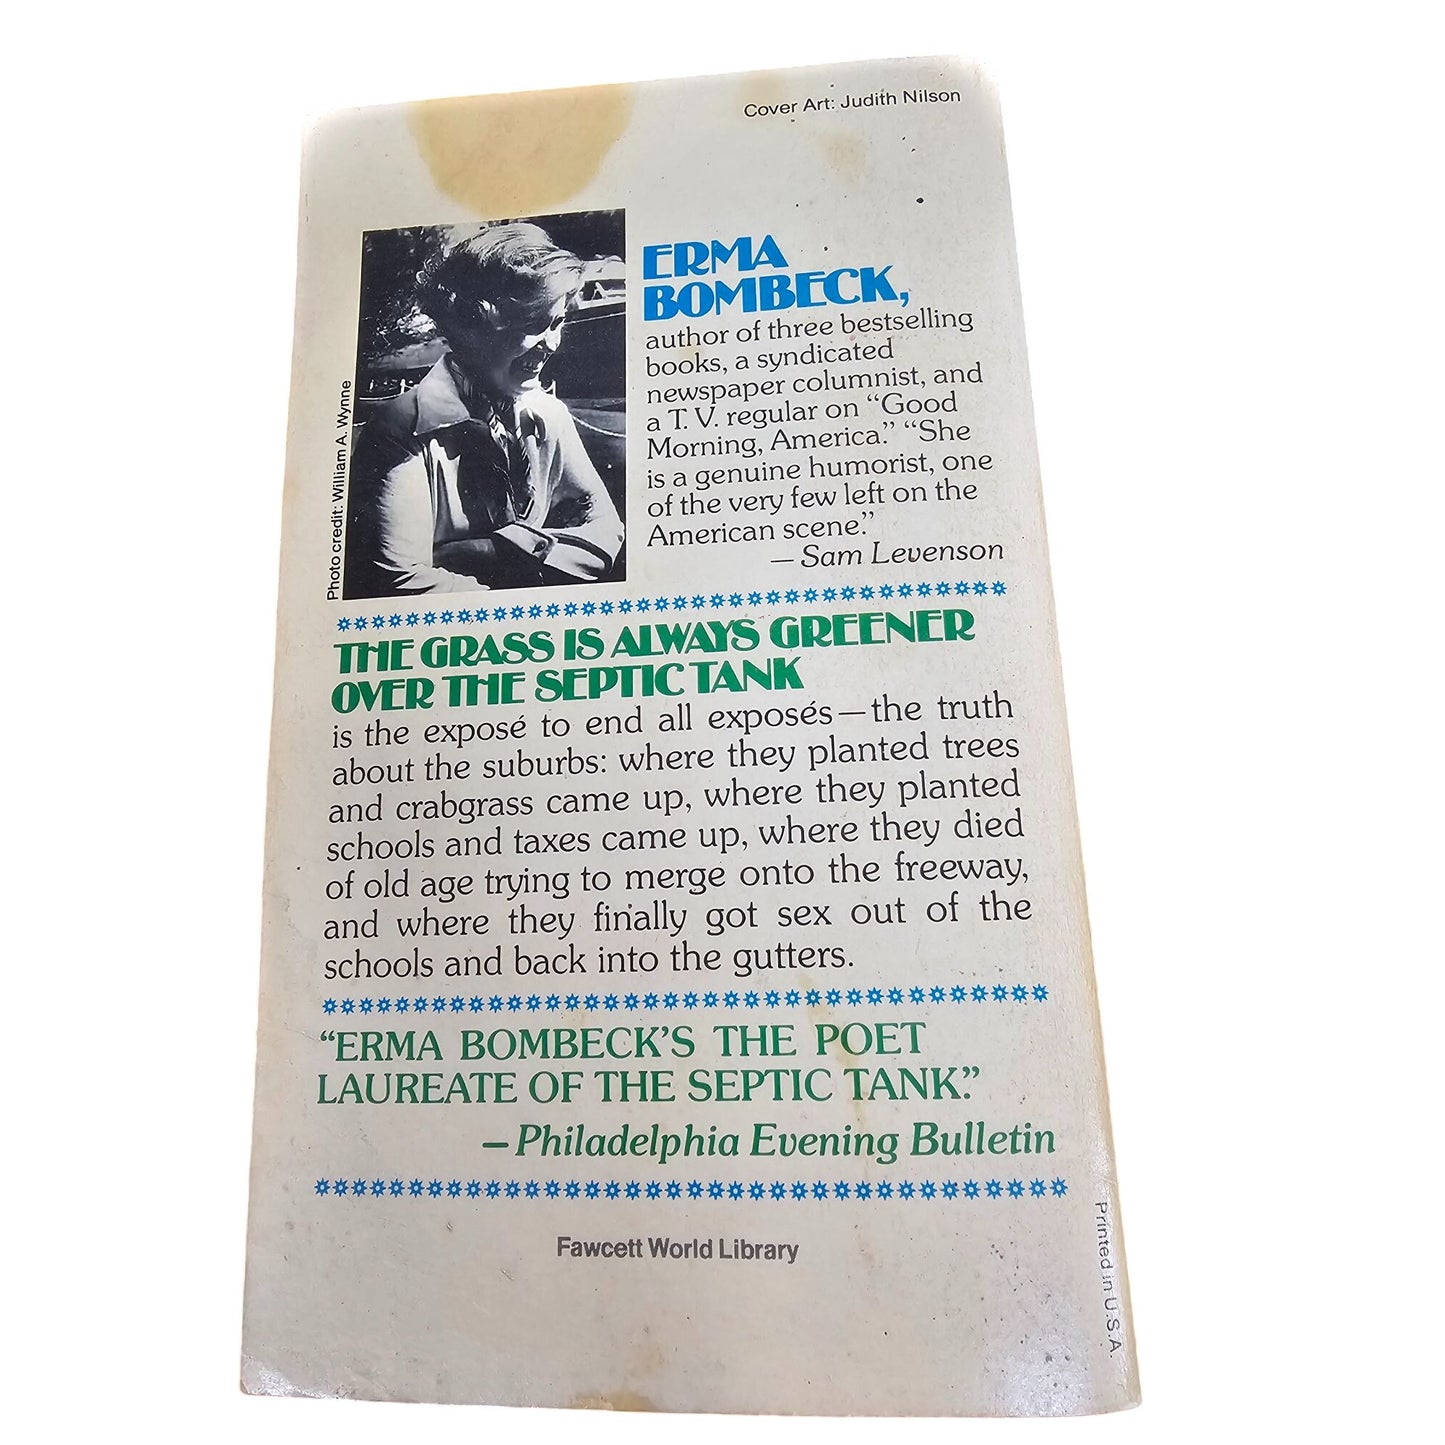 Cover Art: Judith Nilson
Photo credit: William A. Wynne
ERMA
BOMBECK,
author of three bestselling
books, a syndicated
newspaper columnist, and
a T. V. regular on “Good
Morning, America.” “She
is a genuine humorist, one
of the very few left on the
American scene.”
— Sam Levenson
THE GRASS IS ALWAYS GREENER
OVER THE SEPTIC TANK
is the exposé to end all exposés—the truth
about the suburbs: where they planted trees
and crabgrass came up, where they planted
schools and taxes came up, where they died
of old age trying to merge onto the freeway,
and where they finally got sex out of the
schools and back into the gutters.
“ERMA BOMBECK’S THE POET
LAUREATE OF THE SEPTIC TANK.”
—Philadelphia Evening Bulletin
Fawcett World Library
Printed in U.S.A.